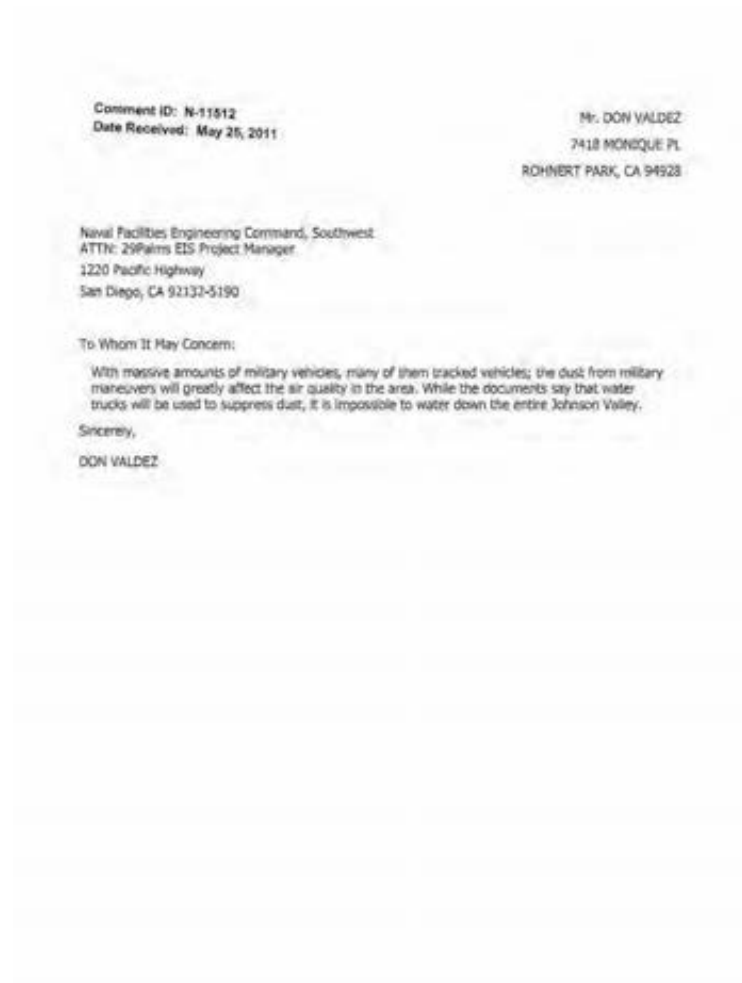 Comment ID: N-11512
Date Received: May 25, 2011
Mr. DON VALDEZ
7418 MONIQUE PL
ROHNERT PARK, CA 94928
Naval Facilities Engineering Command, Southwest
ATTN: 29Palms EIS Project Manager
1220 Pacific Highway
San Diego, CA 92132-5190
To Whom It May Concern:
With massive amounts of military vehicles, many of them tracked vehicles; the dust from military
maneuvers will greatly affect the air quality in the area. While the documents say that water
trucks will be used to suppress dust, it is impossible to water down the entire Johnson Valley.
Sincerely,
DON VALDEZ